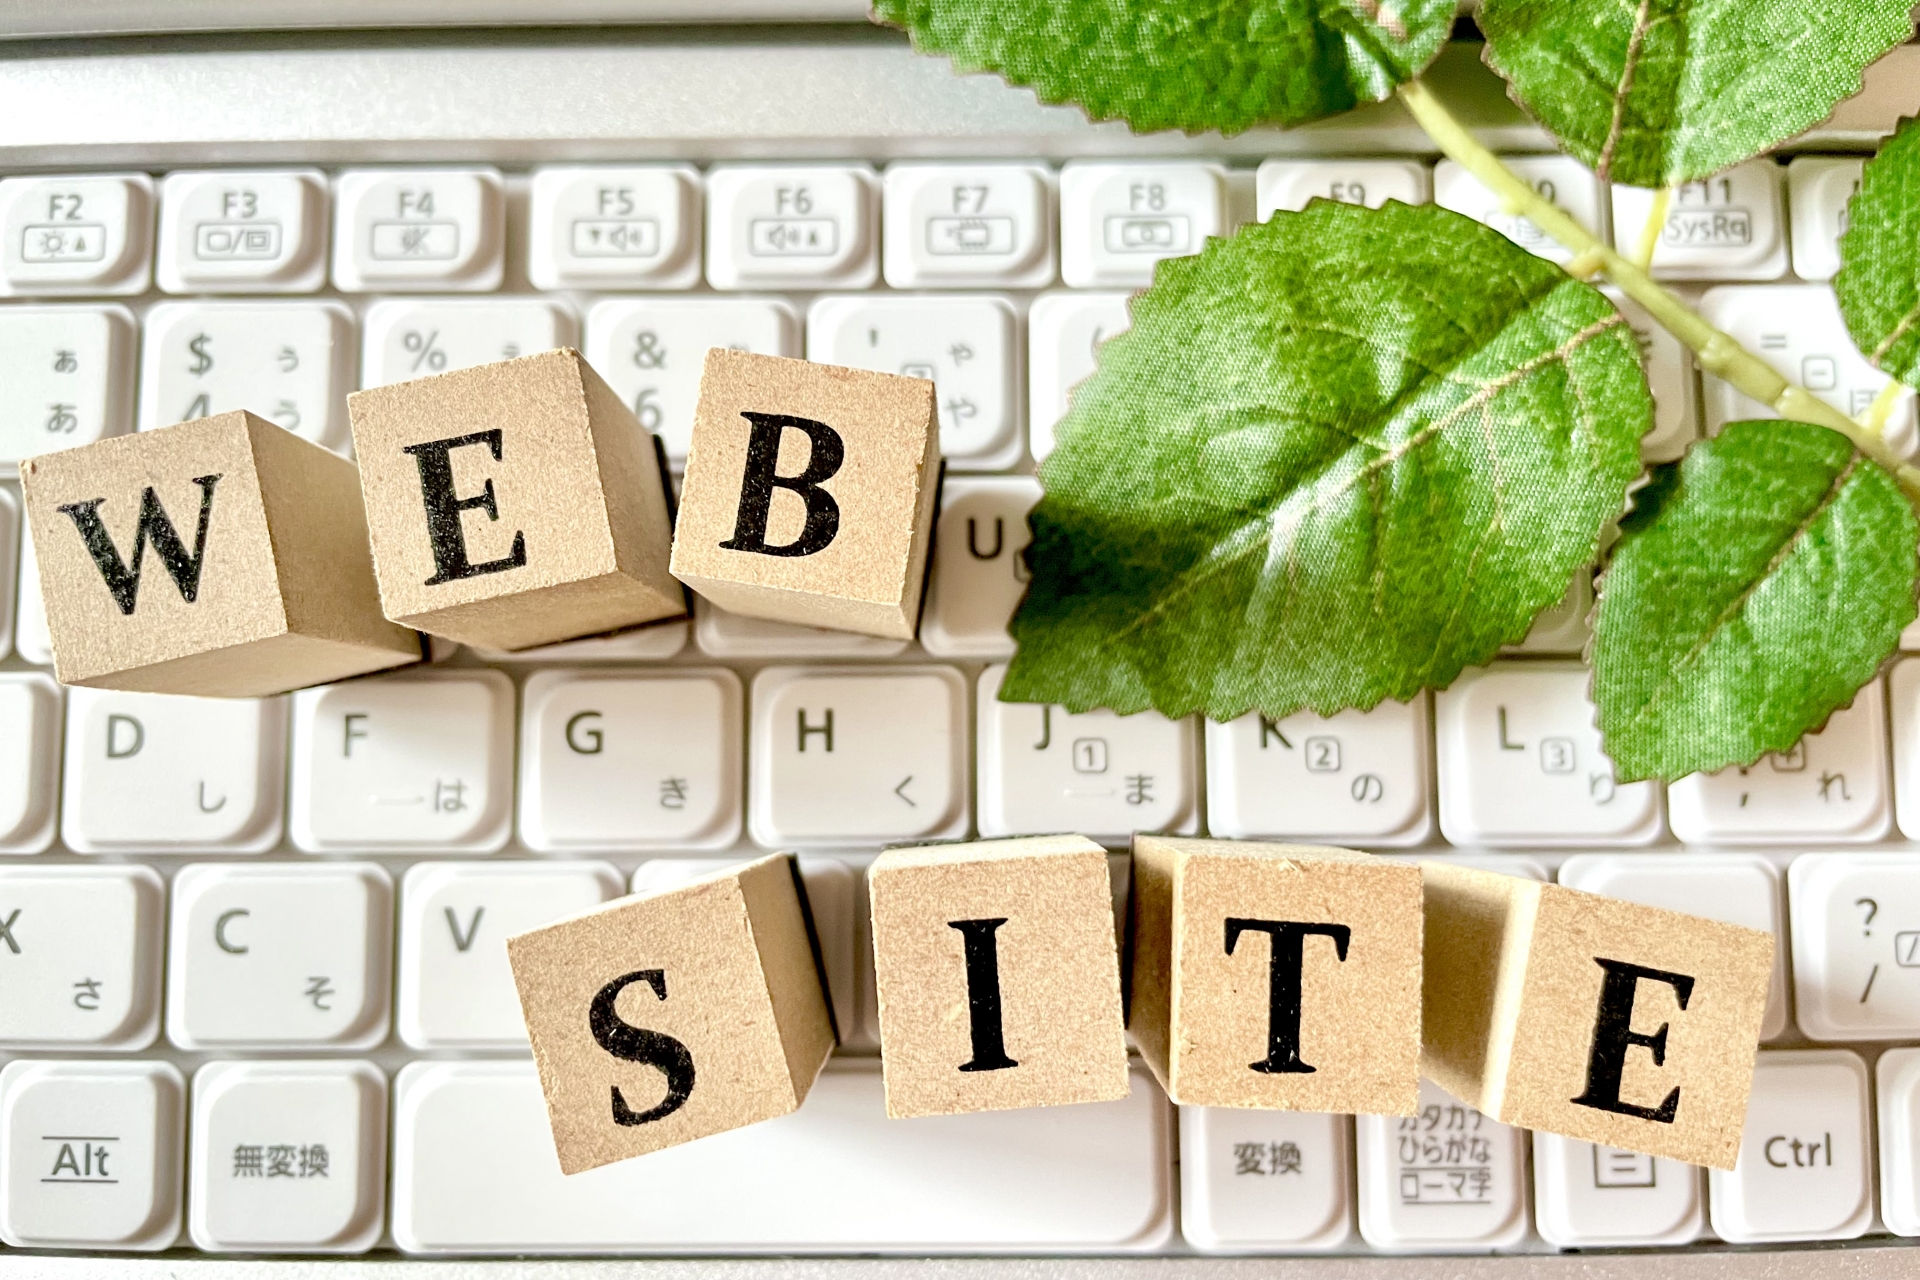 F2 F3 F4 F5 F6 F7 F8 F9 F11
SysRq
あ $ ぅ % ぇ & ' ゃ ( =
あ 4 う 6 や ほ
WEB
U
D F G H J 1 K 2 L 3
し は き く ま の り ; れ
SITE
X C V ?
さ そ /
Alt 無変換 変換 カタカナ Ctrl
ひらがな
ローマ字